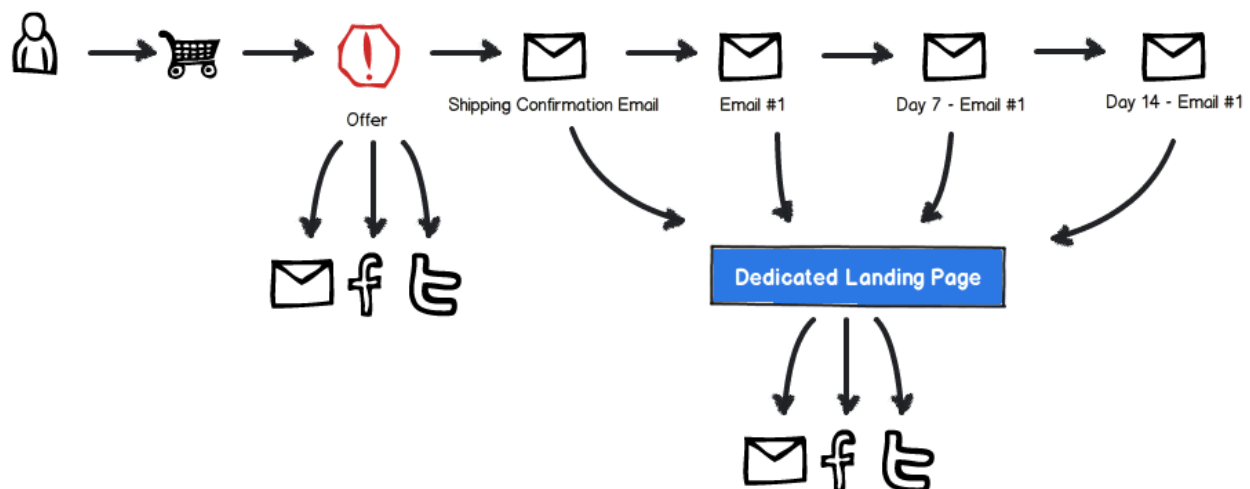 Offer
Shipping Confirmation Email
Email #1
Day 7 - Email #1
Day 14 - Email #1
Dedicated Landing Page